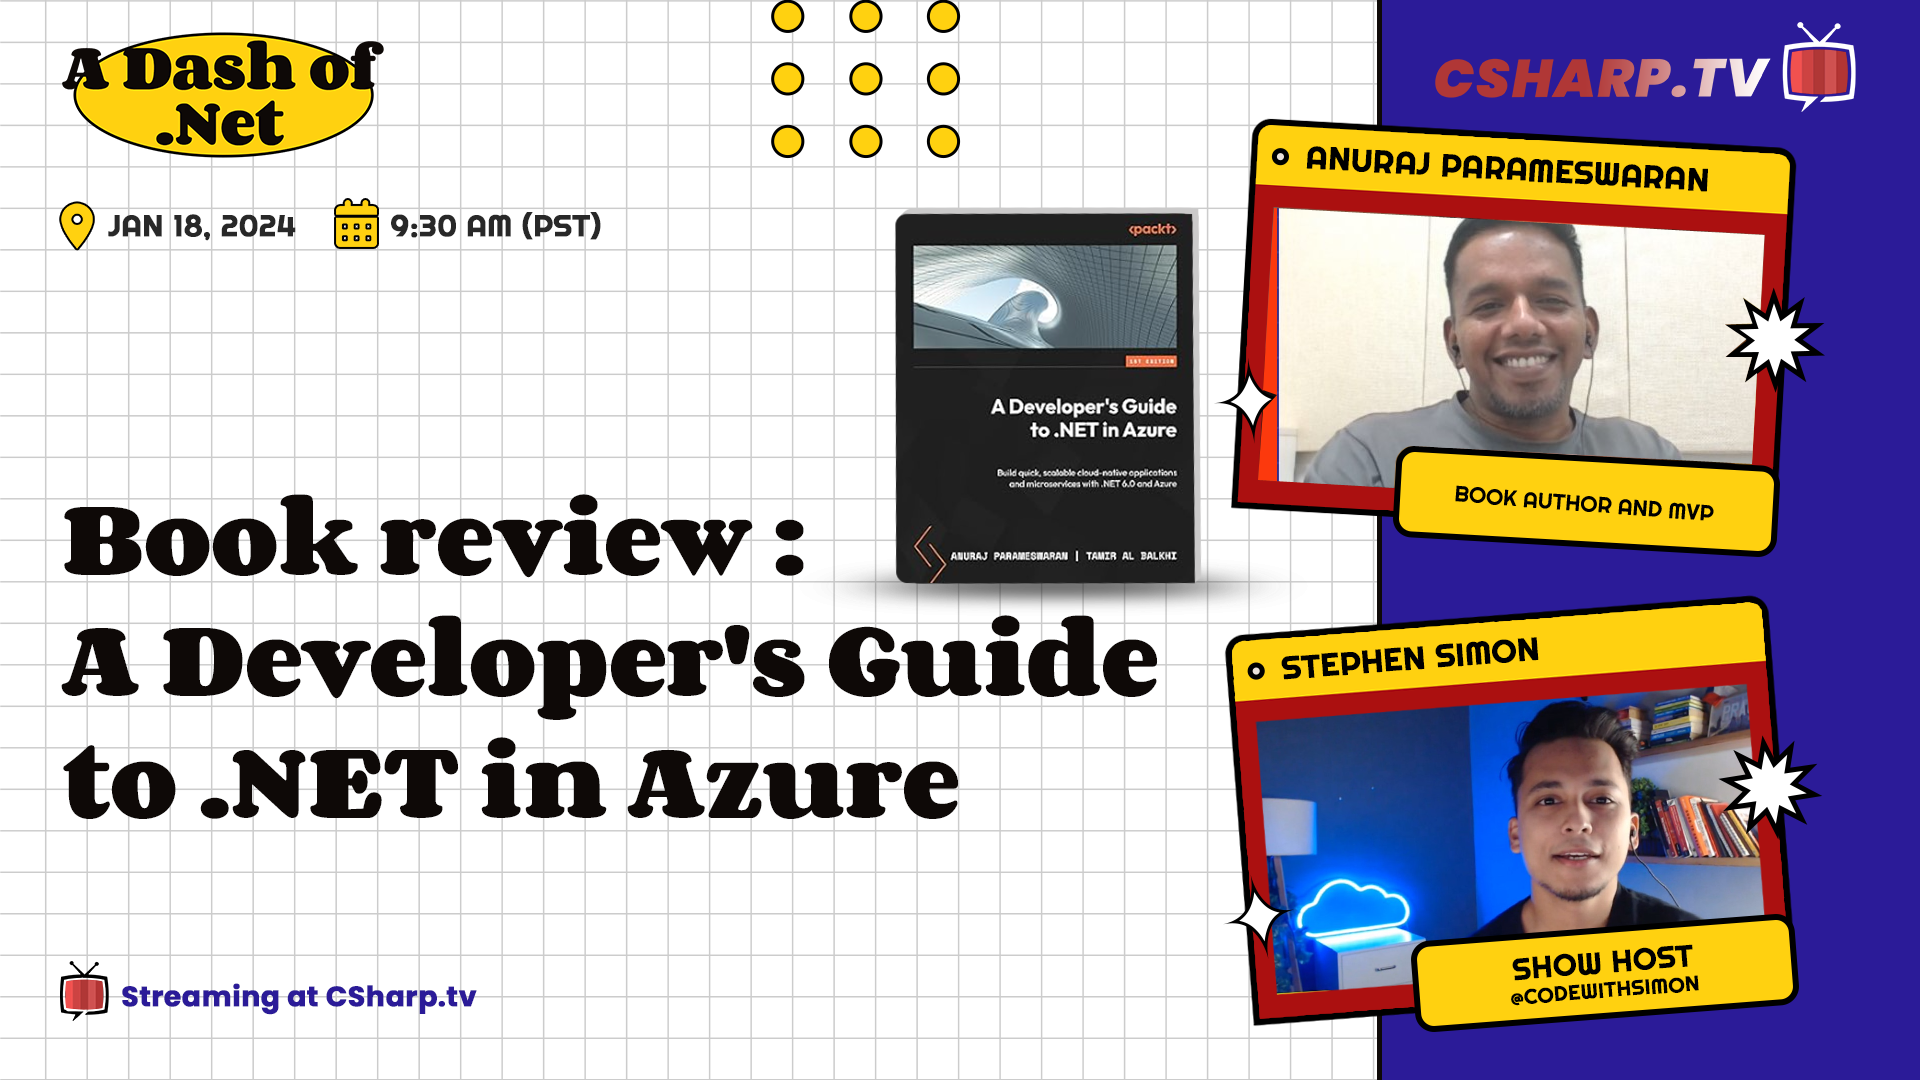 A Dash of
.Net
JAN 18, 2024
9:30 AM (PST)
Book review :
A Developer's Guide
to .NET in Azure
Streaming at CSharp.tv
<packt>
1ST EDITION
A Developer's Guide
to .NET in Azure
Build quick, scalable cloud-native applications
and microservices with .NET 6.0 and Azure
ANURAJ PARAMESWARAN | TAMIR AL BALKHI
CSHARP.TV
ANURAJ PARAMESWARAN
BOOK AUTHOR AND MVP
STEPHEN SIMON
SHOW HOST
@CODEWITHSIMON